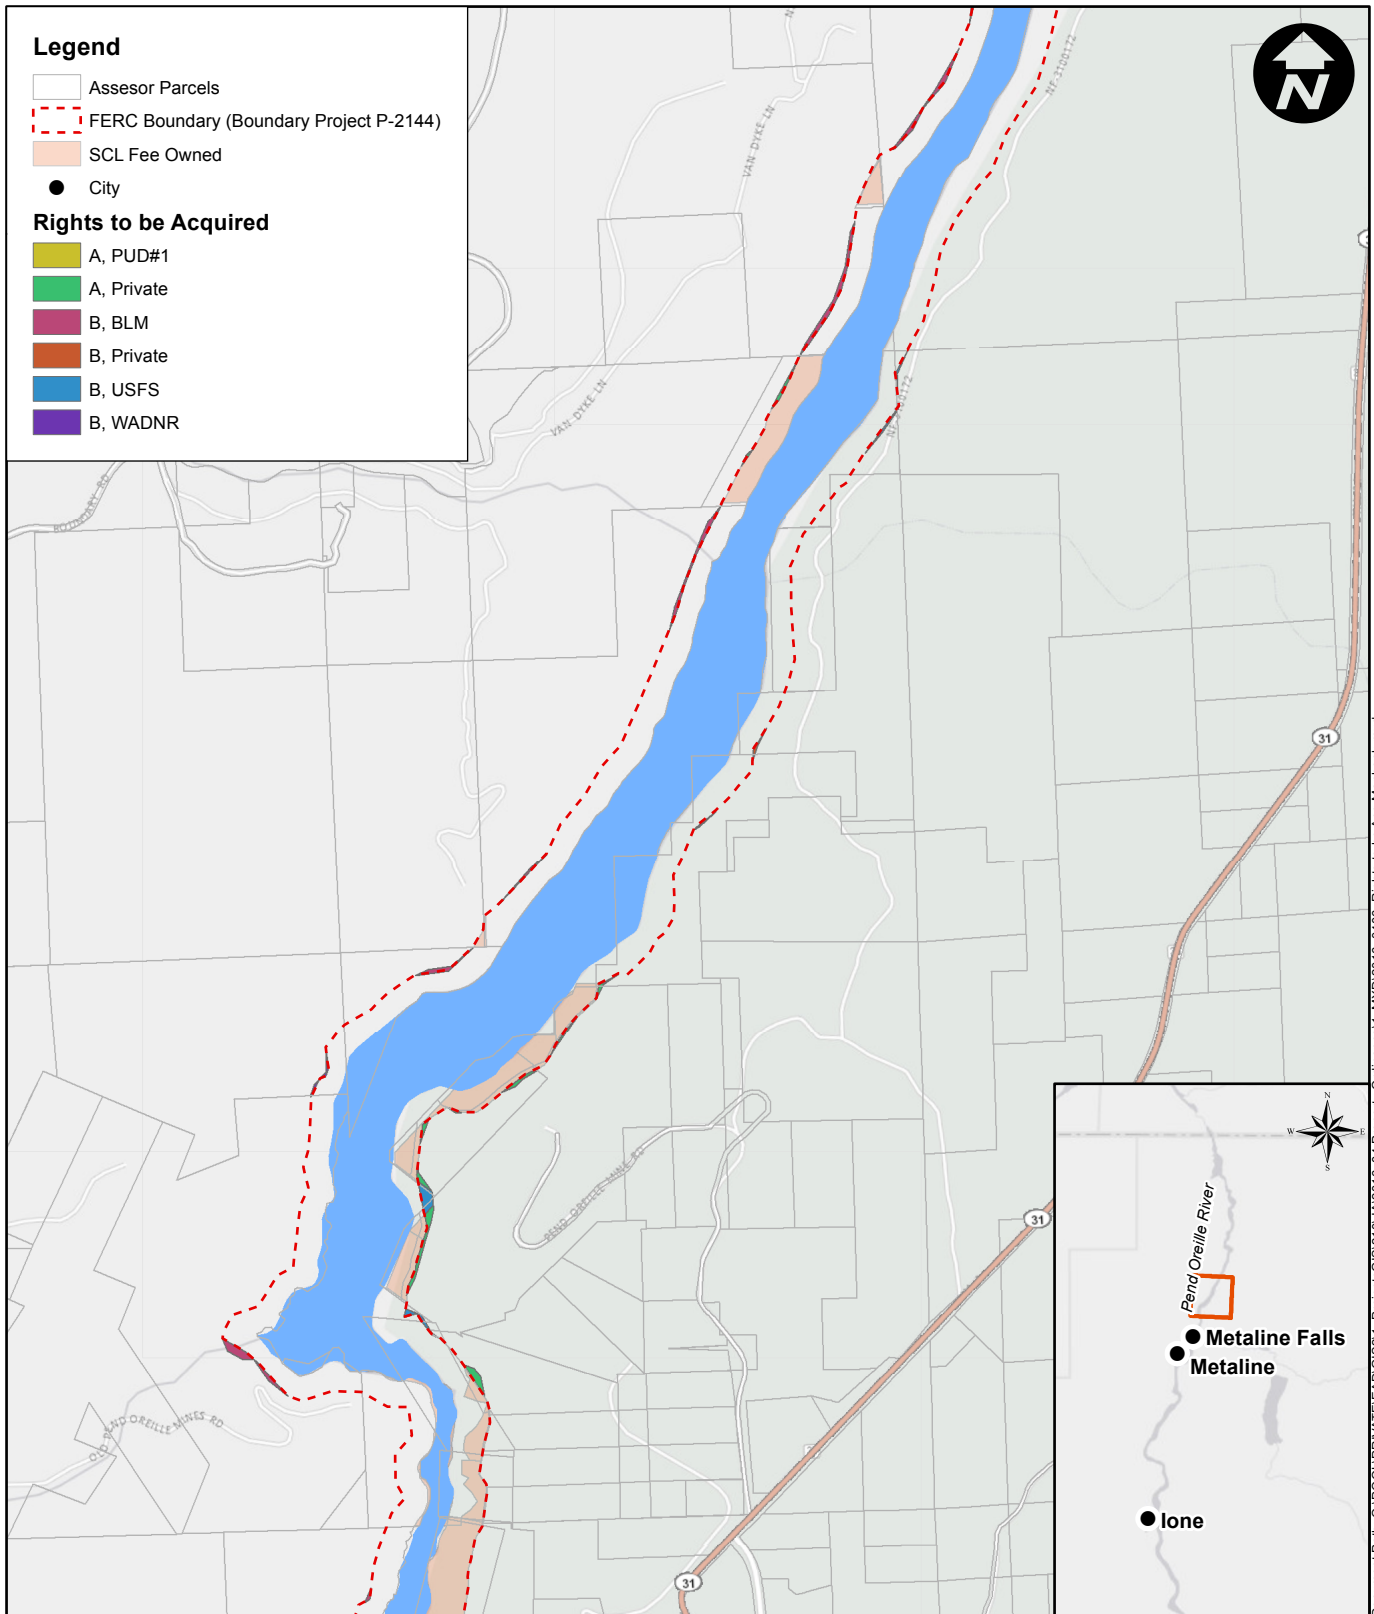 Legend
Assesor Parcels
FERC Boundary (Boundary Project P-2144)
SCL Fee Owned
City
Rights to be Acquired
A, PUD#1
A, Private
B, BLM
B, Private
B, USFS
B, WADNR
N
NF-3100172
VAN DYKE LN
VAN DYKE LN
BOUNDARY RD
31
PEND OREILLE MINE RD
31
OLD PEND OREILLE MINES RD
31
N
W
E
S
Pend Oreille River
Metaline Falls
Metaline
Ione